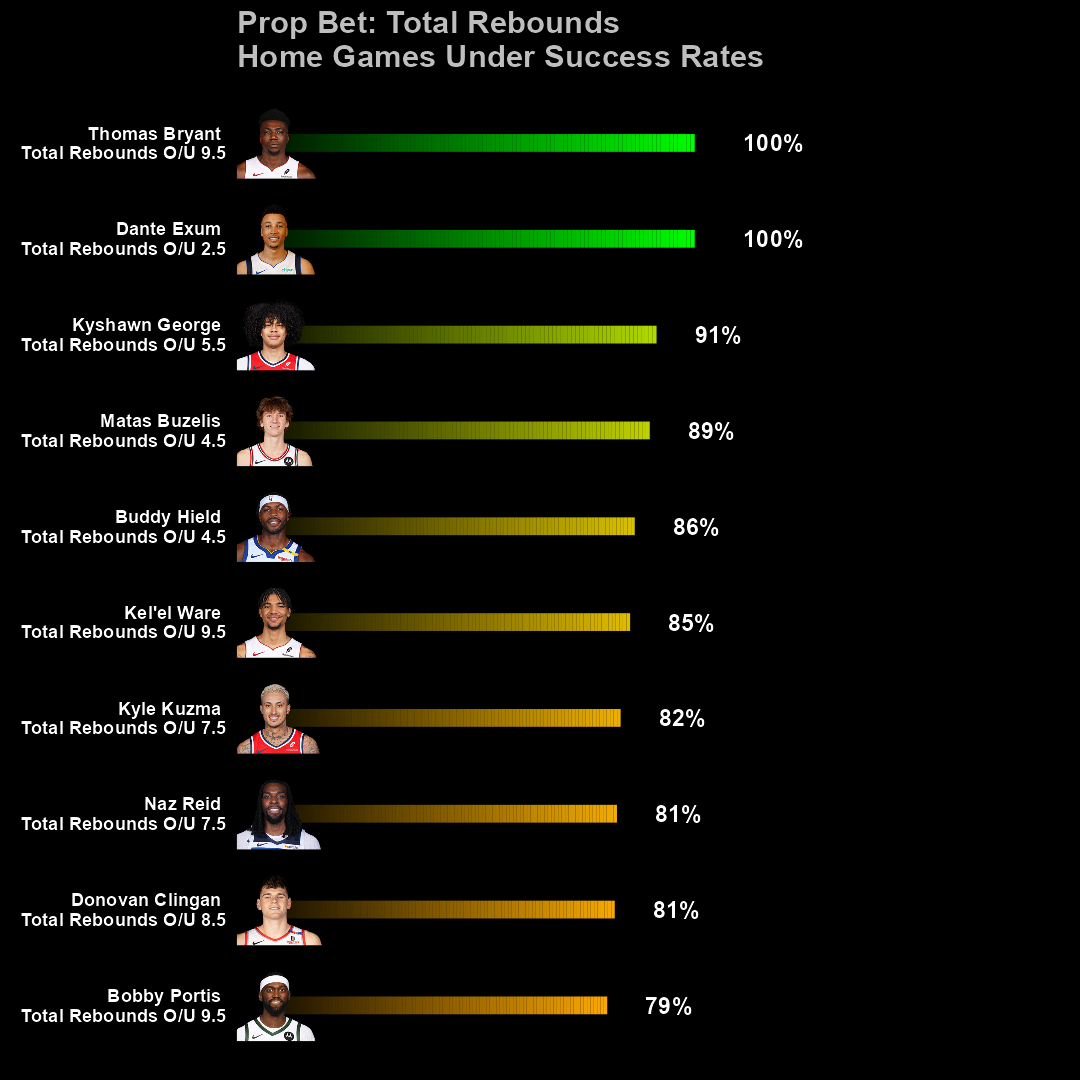 Prop Bet: Total Rebounds
Home Games Under Success Rates
Thomas Bryant
Total Rebounds O/U 9.5
100%
Dante Exum
Total Rebounds O/U 2.5
100%
Kyshawn George
Total Rebounds O/U 5.5
91%
Matas Buzelis
Total Rebounds O/U 4.5
89%
Buddy Hield
Total Rebounds O/U 4.5
86%
Kel'el Ware
Total Rebounds O/U 9.5
85%
Kyle Kuzma
Total Rebounds O/U 7.5
82%
Naz Reid
Total Rebounds O/U 7.5
81%
Donovan Clingan
Total Rebounds O/U 8.5
81%
Bobby Portis
Total Rebounds O/U 9.5
79%